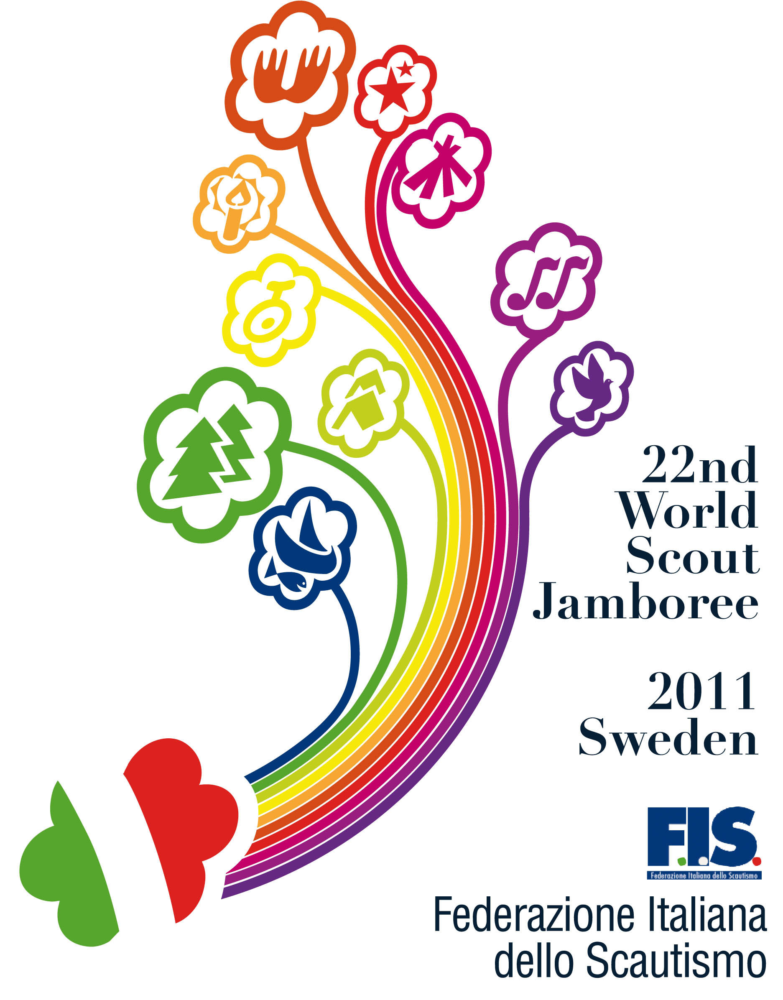 22nd
World
Scout
Jamboree
2011
Sweden
F.I.S.
Federazione Italiana dello Scautismo
Federazione Italiana
dello Scautismo